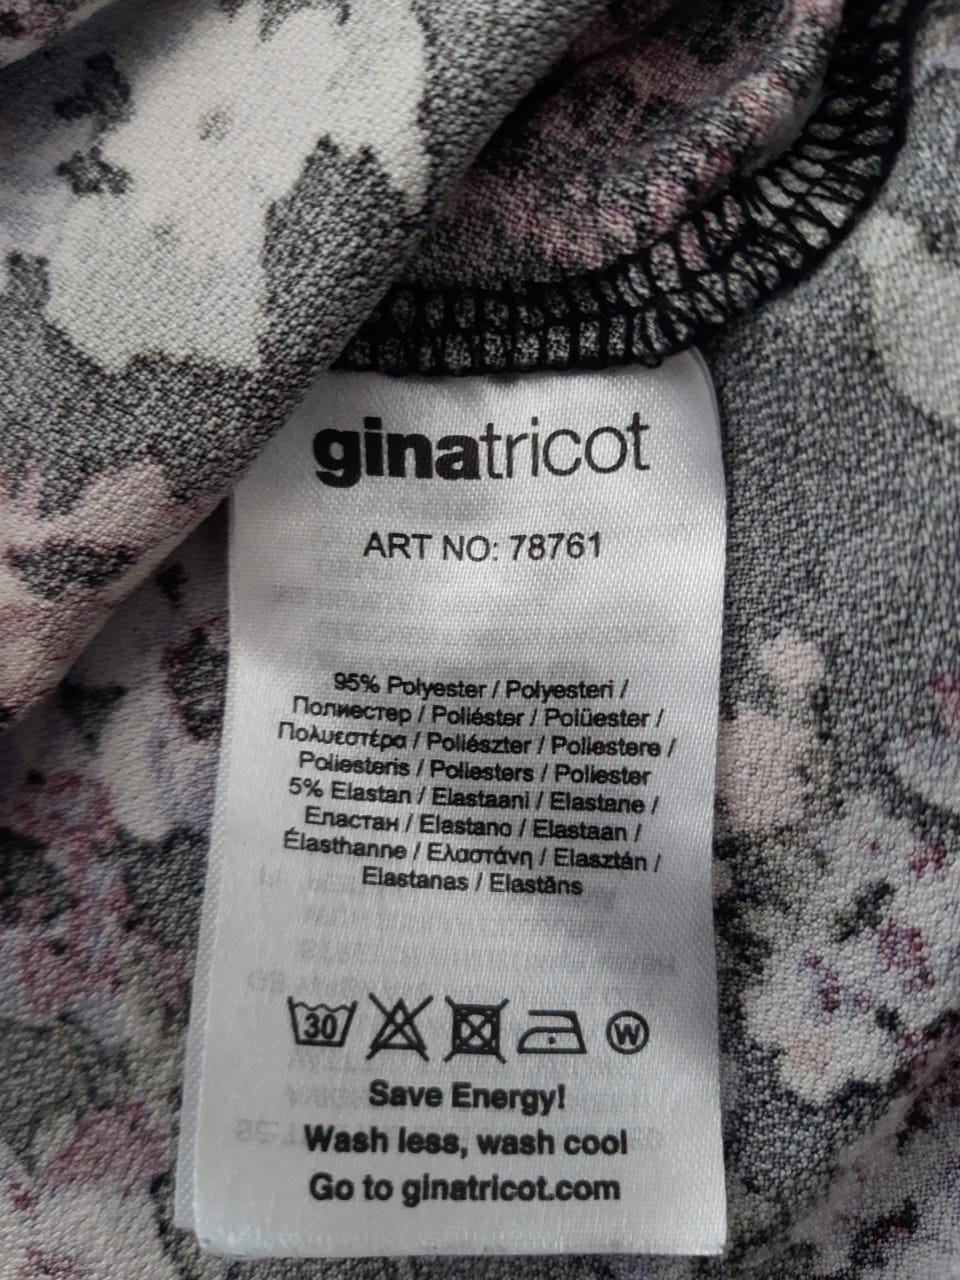 ginatricot
ART NO: 78761
95% Polyester / Polyesteri /
Полиестер / Poliéster / Polüester /
Πολυεστέρα / Poliészter / Poliestere /
Poliesteris / Poliesters / Poliester
5% Elastan / Elastaani / Elastane /
Еластан / Elastano / Elastaan /
Élasthanne / Ελαστάνη / Elasztán /
Elastanas / Elastāns
30
W
Save Energy!
Wash less, wash cool
Go to ginatricot.com